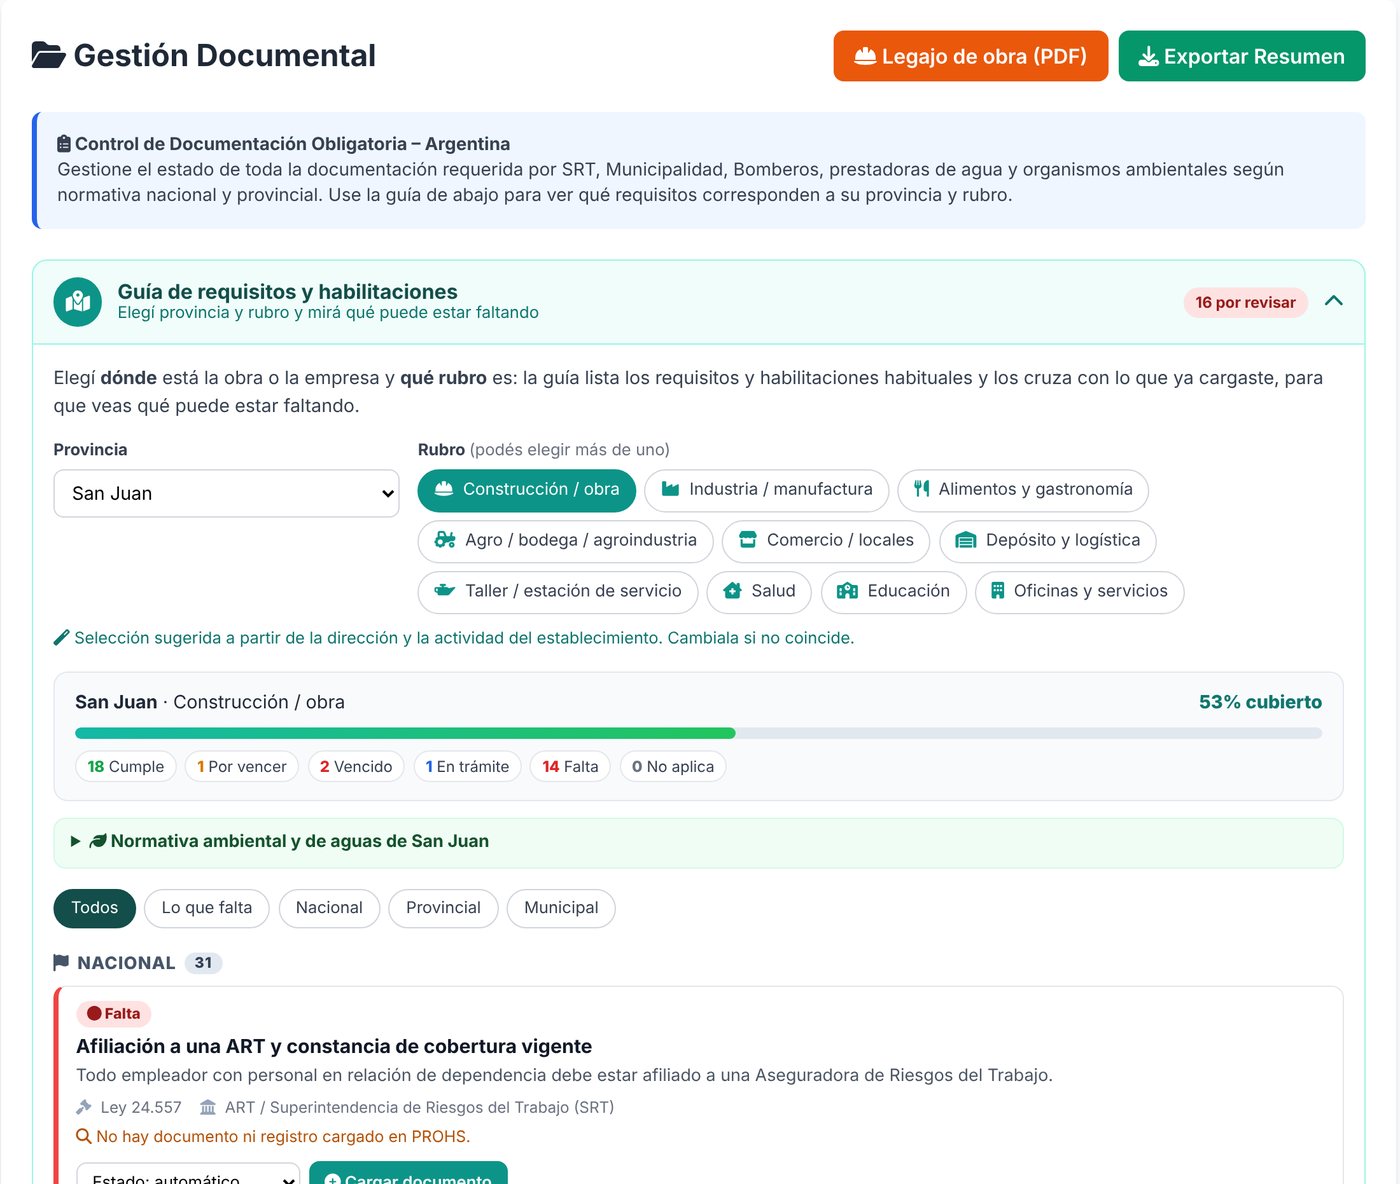 Gestión Documental
Legajo de obra (PDF)
Exportar Resumen
Control de Documentación Obligatoria – Argentina
Gestione el estado de toda la documentación requerida por SRT, Municipalidad, Bomberos, prestadoras de agua y organismos ambientales según
normativa nacional y provincial. Use la guía de abajo para ver qué requisitos corresponden a su provincia y rubro.
Guía de requisitos y habilitaciones
Elegí provincia y rubro y mirá qué puede estar faltando
16 por revisar
Elegí dónde está la obra o la empresa y qué rubro es: la guía lista los requisitos y habilitaciones habituales y los cruza con lo que ya cargaste, para
que veas qué puede estar faltando.
Provincia
San Juan
Rubro (podés elegir más de uno)
Construcción / obra
Industria / manufactura
Alimentos y gastronomía
Agro / bodega / agroindustria
Comercio / locales
Depósito y logística
Taller / estación de servicio
Salud
Educación
Oficinas y servicios
Selección sugerida a partir de la dirección y la actividad del establecimiento. Cambiala si no coincide.
San Juan · Construcción / obra
53% cubierto
18 Cumple
1 Por vencer
2 Vencido
1 En trámite
14 Falta
0 No aplica
Normativa ambiental y de aguas de San Juan
Todos
Lo que falta
Nacional
Provincial
Municipal
NACIONAL 31
Falta
Afiliación a una ART y constancia de cobertura vigente
Todo empleador con personal en relación de dependencia debe estar afiliado a una Aseguradora de Riesgos del Trabajo.
Ley 24.557
ART / Superintendencia de Riesgos del Trabajo (SRT)
No hay documento ni registro cargado en PROHS.
Estado: automático
Cargar documento